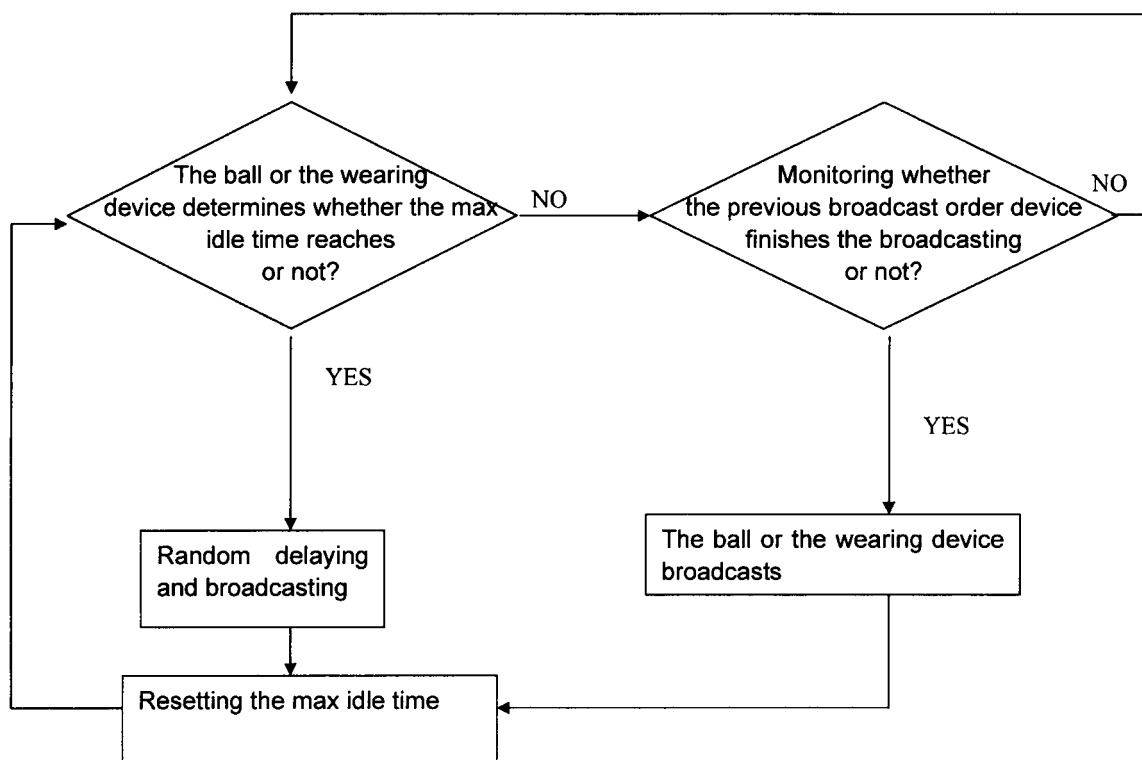 The ball or the wearing
device determines whether the max
idle time reaches
or not?
NO
Monitoring whether
the previous broadcast order device
finishes the broadcasting
or not?
NO
YES
YES
Random delaying
and broadcasting
The ball or the wearing device
broadcasts
Resetting the max idle time